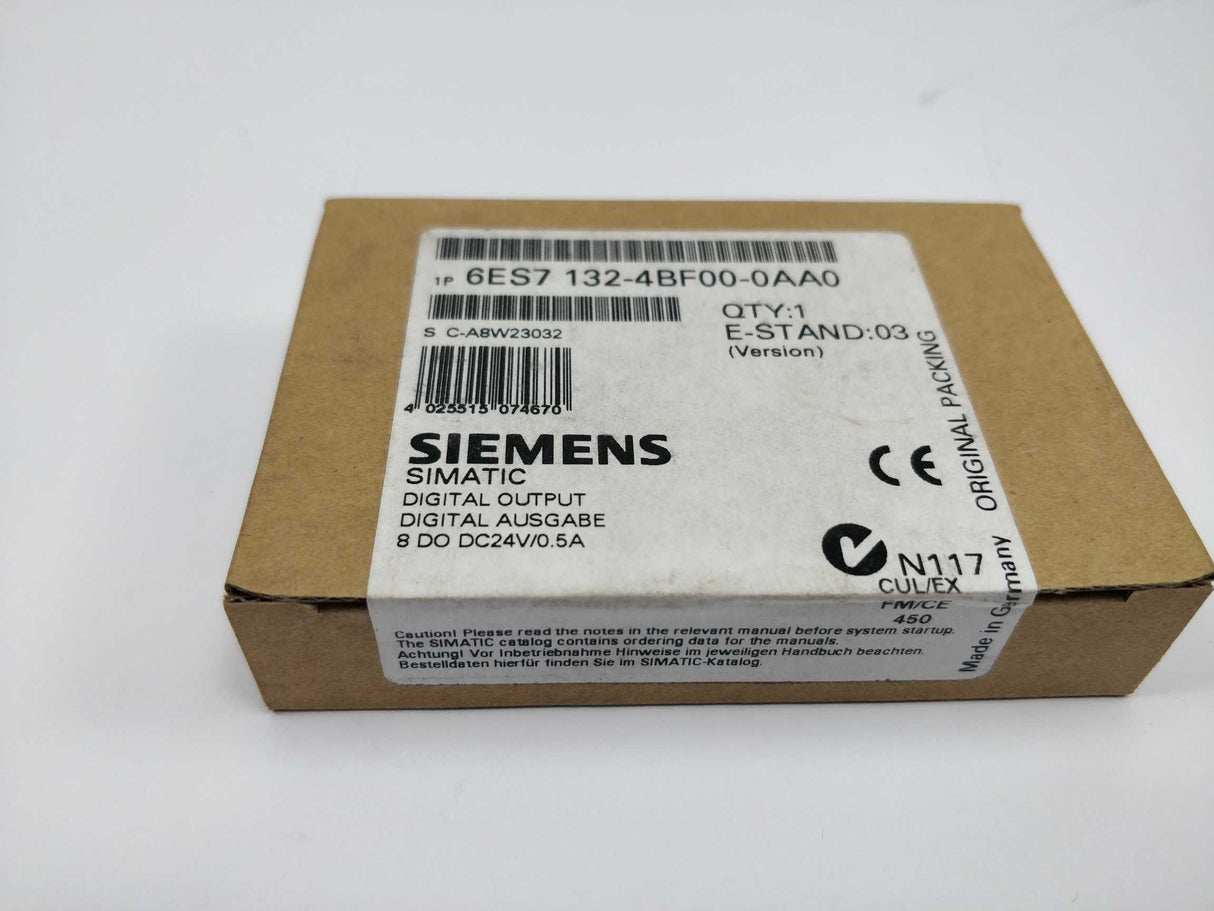 1P 6ES7 132-4BF00-0AA0
S C-A8W23032
QTY:1
E-STAND:03
(Version)
4 025515 074670
SIEMENS
SIMATIC
DIGITAL OUTPUT
DIGITAL AUSGABE
8 DO DC24V/0.5A
CE
N117
CUL/EX
FM/CE
450
Made in Germany ORIGINAL PACKING
Caution! Please read the notes in the relevant manual before system startup.
The SIMATIC catalog contains ordering data for the manuals.
Achtung! Vor Inbetriebnahme Hinweise im jeweiligen Handbuch beachten.
Bestelldaten hierfür finden Sie im SIMATIC-Katalog.